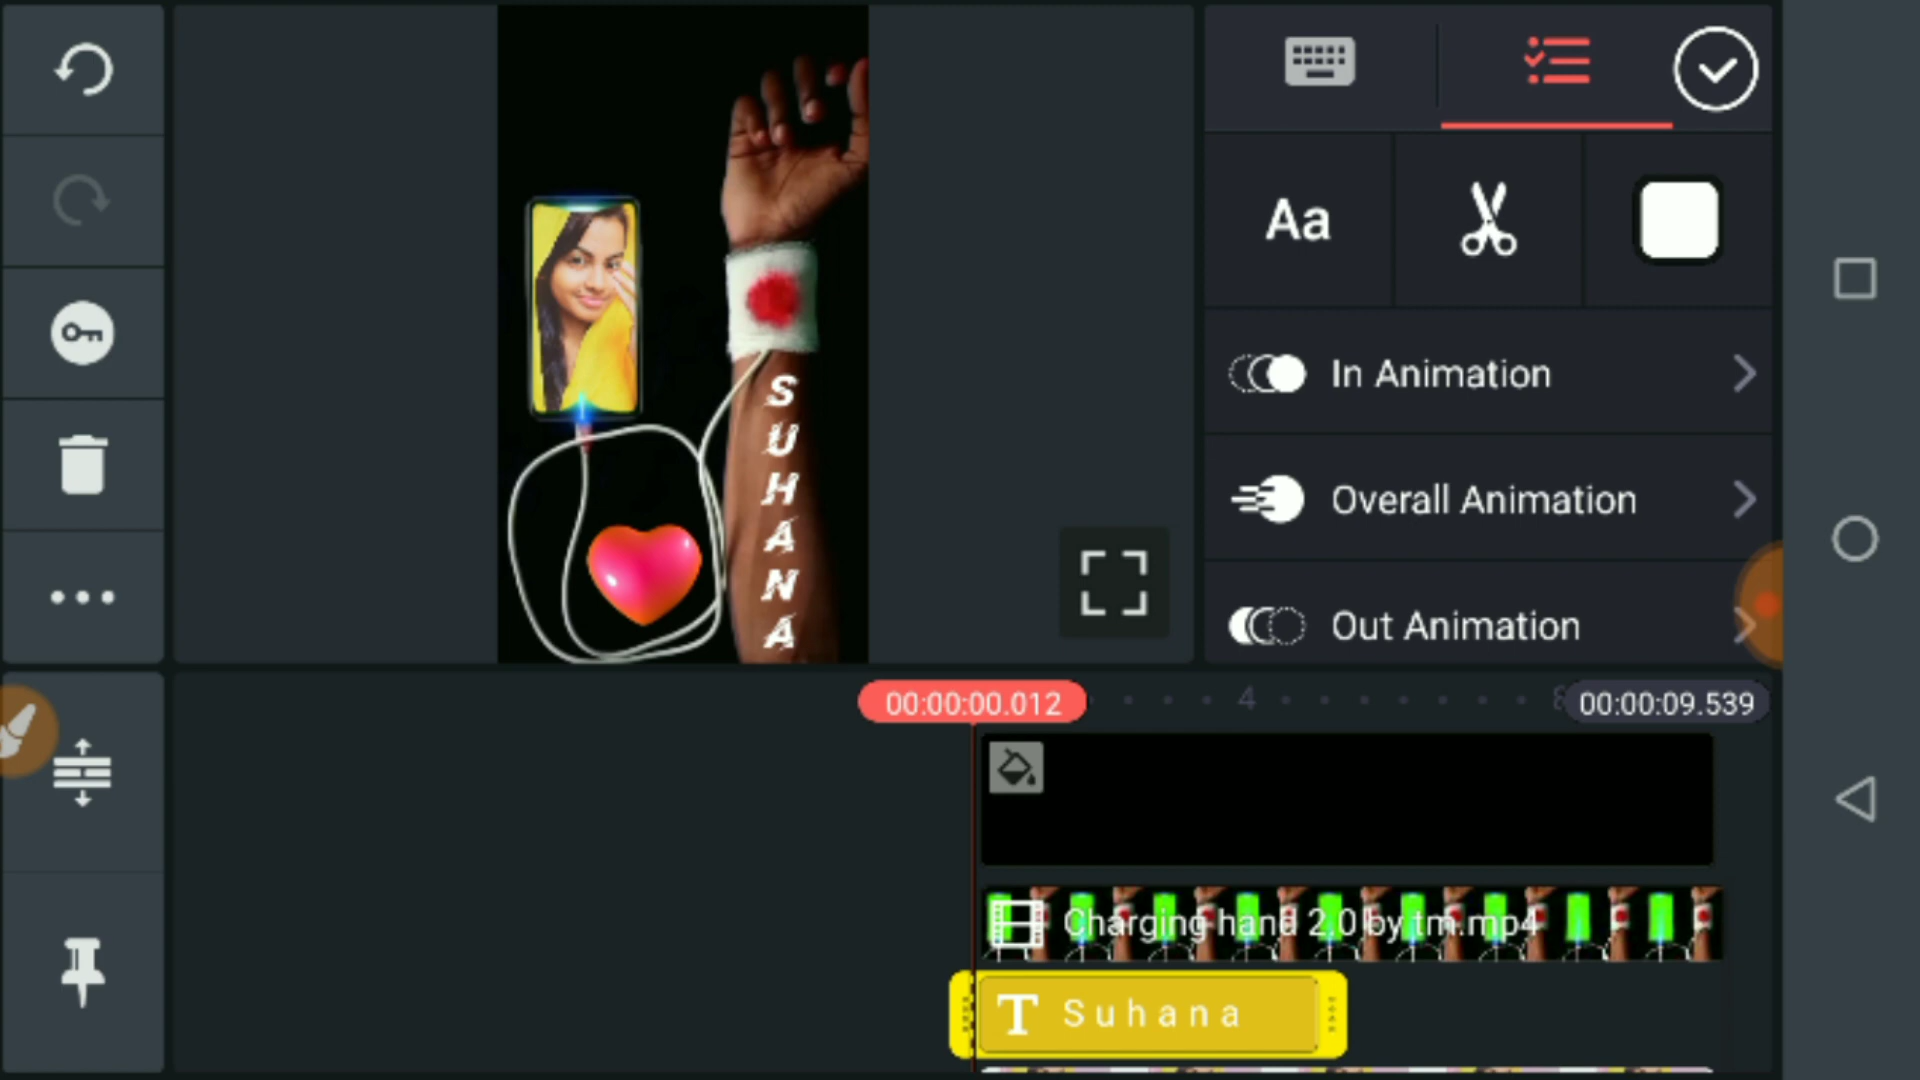 Aa
In Animation
Overall Animation
Out Animation
S
U
H
A
N
A
00:00:00.012
4
8
00:00:09.539
Charging hand 2.0 by tm.mp4
T Suhana